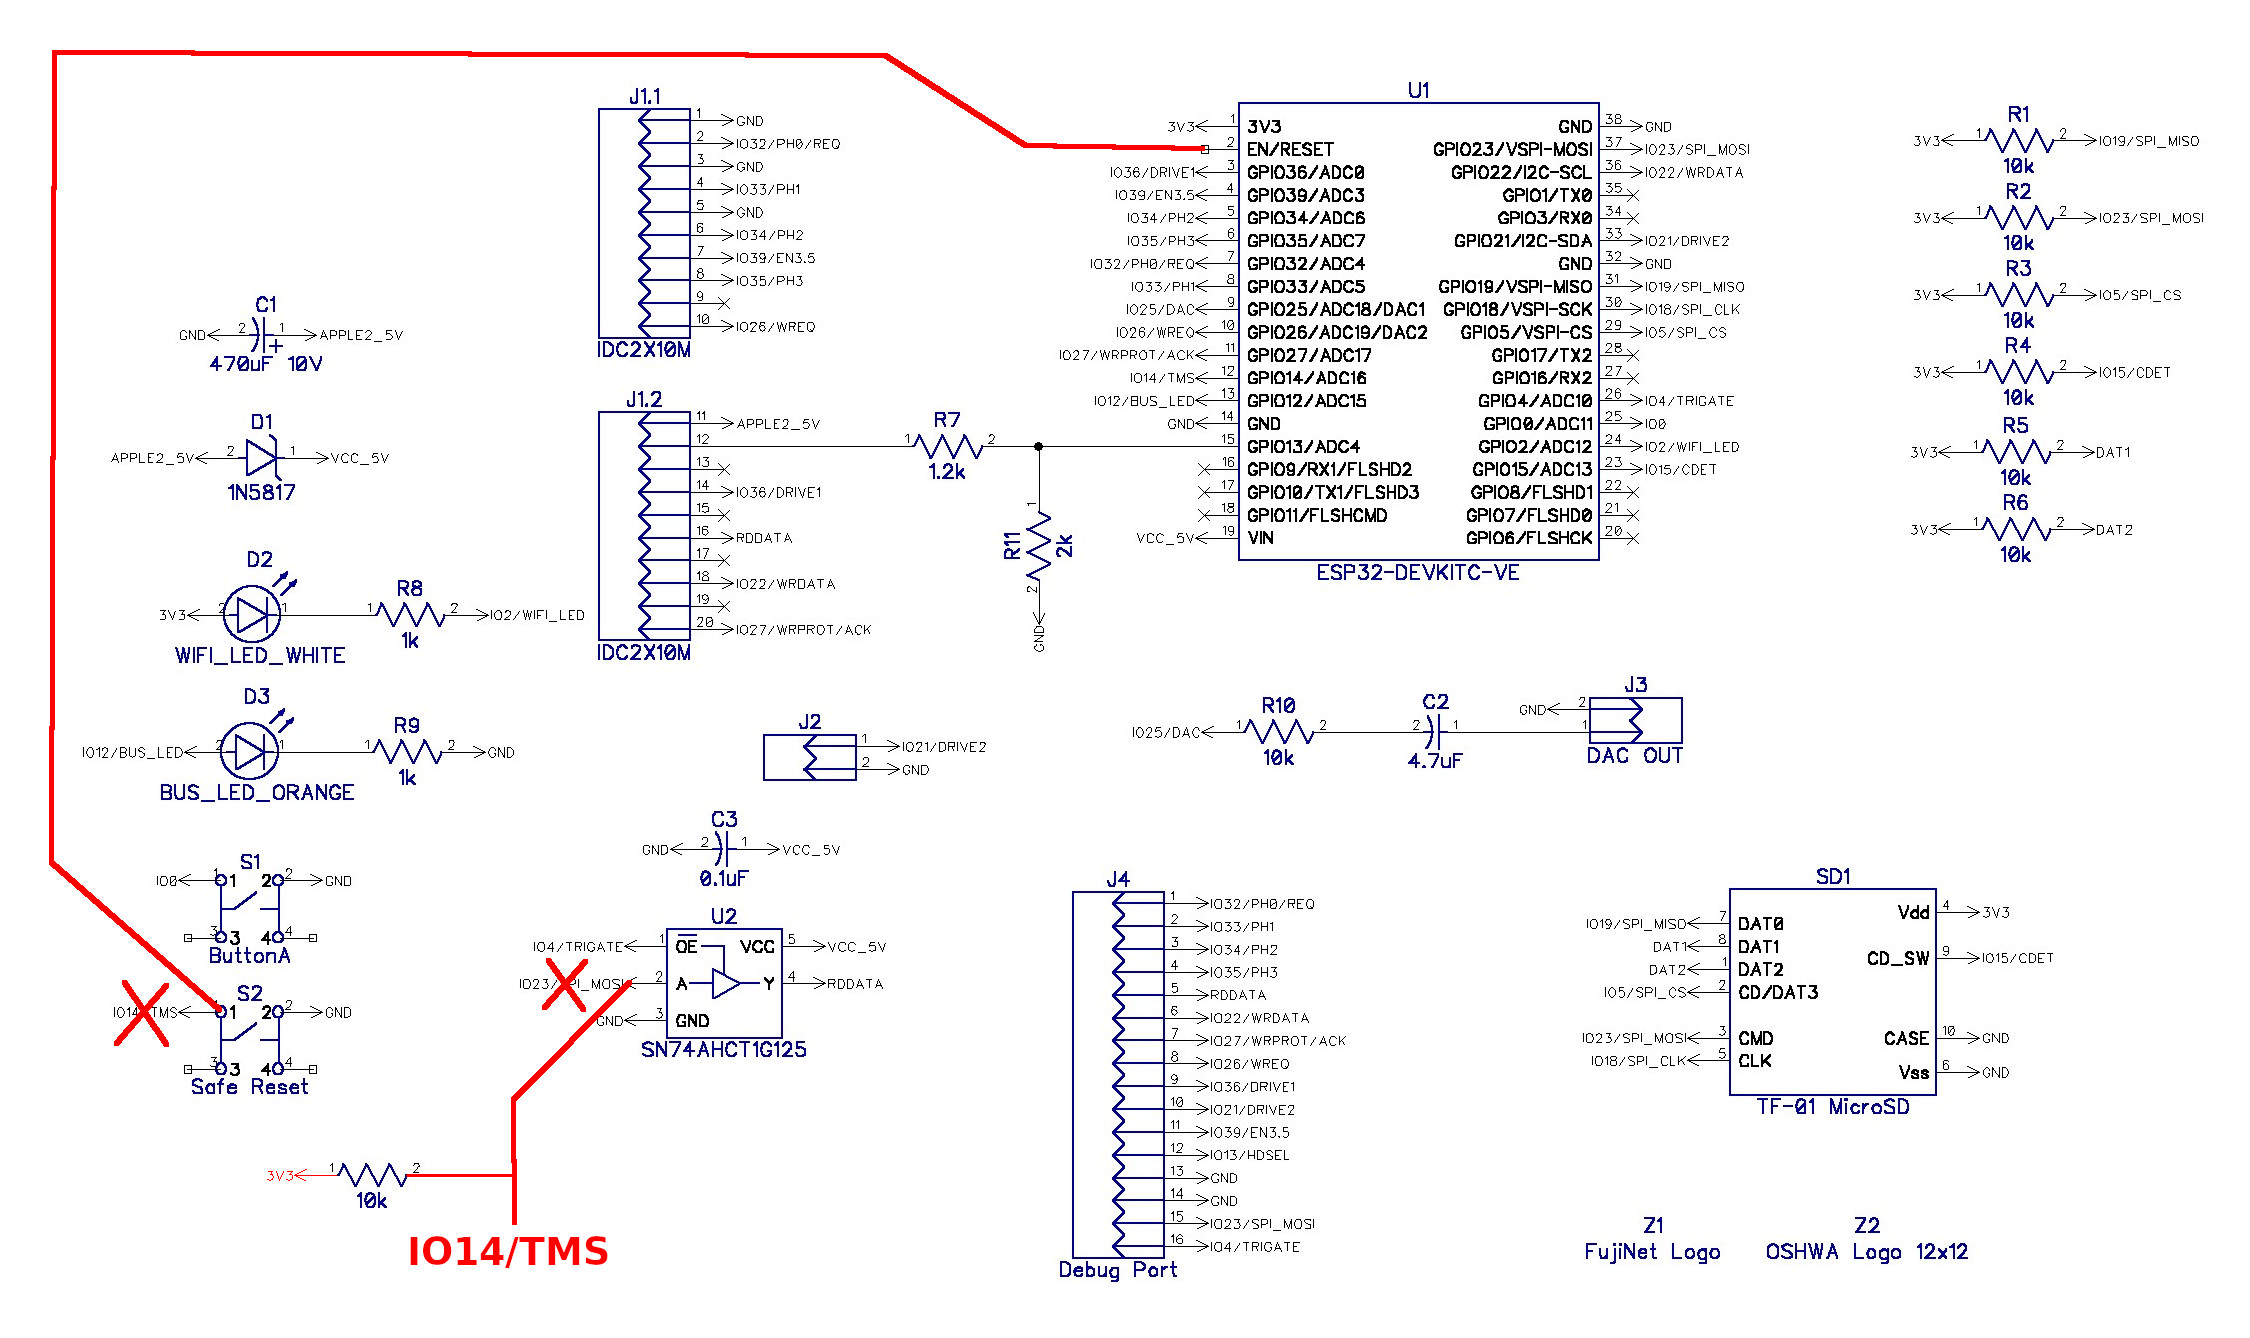 J1.1
1 GND
2 IO32/PH0/REQ
3 GND
4 IO33/PH1
5 GND
6 IO34/PH2
7 IO39/EN3.5
8 IO35/PH3
9
10 IO26/WREQ
IDC2X10M
J1.2
11 APPLE2_5V
12
13
14 IO36/DRIVE1
15
16 RDDATA
17
18 IO22/WRDATA
19
20 IO27/WRPROT/ACK
IDC2X10M
R7
1 2
1.2k
R11
1 2
2k
GND
U1
3V3 1 3V3 GND 38 GND
2 EN/RESET GPIO23/VSPI-MOSI 37 IO23/SPI_MOSI
IO36/DRIVE1 3 GPIO36/ADC0 GPIO22/I2C-SCL 36 IO22/WRDATA
IO39/EN3.5 4 GPIO39/ADC3 GPIO1/TX0 35
IO34/PH2 5 GPIO34/ADC6 GPIO3/RX0 34
IO35/PH3 6 GPIO35/ADC7 GPIO21/I2C-SDA 33 IO21/DRIVE2
IO32/PH0/REQ 7 GPIO32/ADC4 GND 32 GND
IO33/PH1 8 GPIO33/ADC5 GPIO19/VSPI-MISO 31 IO19/SPI_MISO
IO25/DAC 9 GPIO25/ADC18/DAC1 GPIO18/VSPI-SCK 30 IO18/SPI_CLK
IO26/WREQ 10 GPIO26/ADC19/DAC2 GPIO5/VSPI-CS 29 IO5/SPI_CS
IO27/WRPROT/ACK 11 GPIO27/ADC17 GPIO17/TX2 28
IO14/TMS 12 GPIO14/ADC16 GPIO16/RX2 27
IO12/BUS_LED 13 GPIO12/ADC15 GPIO4/ADC10 26 IO4/TRIGATE
GND 14 GND GPIO0/ADC11 25 IO0
15 GPIO13/ADC4 GPIO2/ADC12 24 IO2/WIFI_LED
16 GPIO9/RX1/FLSHD2 GPIO15/ADC13 23 IO15/CDET
17 GPIO10/TX1/FLSHD3 GPIO8/FLSHD1 22
18 GPIO11/FLSHCMD GPIO7/FLSHD0 21
VCC_5V 19 VIN GPIO6/FLSHCK 20
ESP32-DEVKITC-VE
R1
3V3 1 2 IO19/SPI_MISO
10k
R2
3V3 1 2 IO23/SPI_MOSI
10k
R3
3V3 1 2 IO5/SPI_CS
10k
R4
3V3 1 2 IO15/CDET
10k
R5
3V3 1 2 DAT1
10k
R6
3V3 1 2 DAT2
10k
C1
GND 2 1 APPLE2_5V
+
470uF 10V
D1
APPLE2_5V 2 1 VCC_5V
1N5817
D2
3V3 2 1
WIFI_LED_WHITE
R8
1 2 IO2/WIFI_LED
1k
D3
IO12/BUS_LED 2 1
BUS_LED_ORANGE
R9
1 2 GND
1k
J2
1 IO21/DRIVE2
2 GND
R10
IO25/DAC 1 2
10k
C2
2 1
4.7uF
J3
GND 2
1
DAC OUT
S1
IO0 1 1 2 2 GND
3 3 4 4
ButtonA
S2
IO14/TMS 1 1 2 2 GND
3 3 4 4
Safe Reset
C3
GND 2 1 VCC_5V
0.1uF
U2
IO4/TRIGATE 1 OE VCC 5 VCC_5V
IO23/SPI_MOSI 2 A Y 4 RDDATA
GND 3 GND
SN74AHCT1G125
3V3 1 2
10k
IO14/TMS
J4
1 IO32/PH0/REQ
2 IO33/PH1
3 IO34/PH2
4 IO35/PH3
5 RDDATA
6 IO22/WRDATA
7 IO27/WRPROT/ACK
8 IO26/WREQ
9 IO36/DRIVE1
10 IO21/DRIVE2
11 IO39/EN3.5
12 IO13/HDSEL
13 GND
14 GND
15 IO23/SPI_MOSI
16 IO4/TRIGATE
Debug Port
SD1
IO19/SPI_MISO 7 DAT0 Vdd 4 3V3
DAT1 8 DAT1
CD_SW 9 IO15/CDET
DAT2 1 DAT2
IO5/SPI_CS 2 CD/DAT3
IO23/SPI_MOSI 3 CMD CASE 10 GND
IO18/SPI_CLK 5 CLK
Vss 6 GND
TF-01 MicroSD
Z1
FujiNet Logo
Z2
OSHWA Logo 12x12